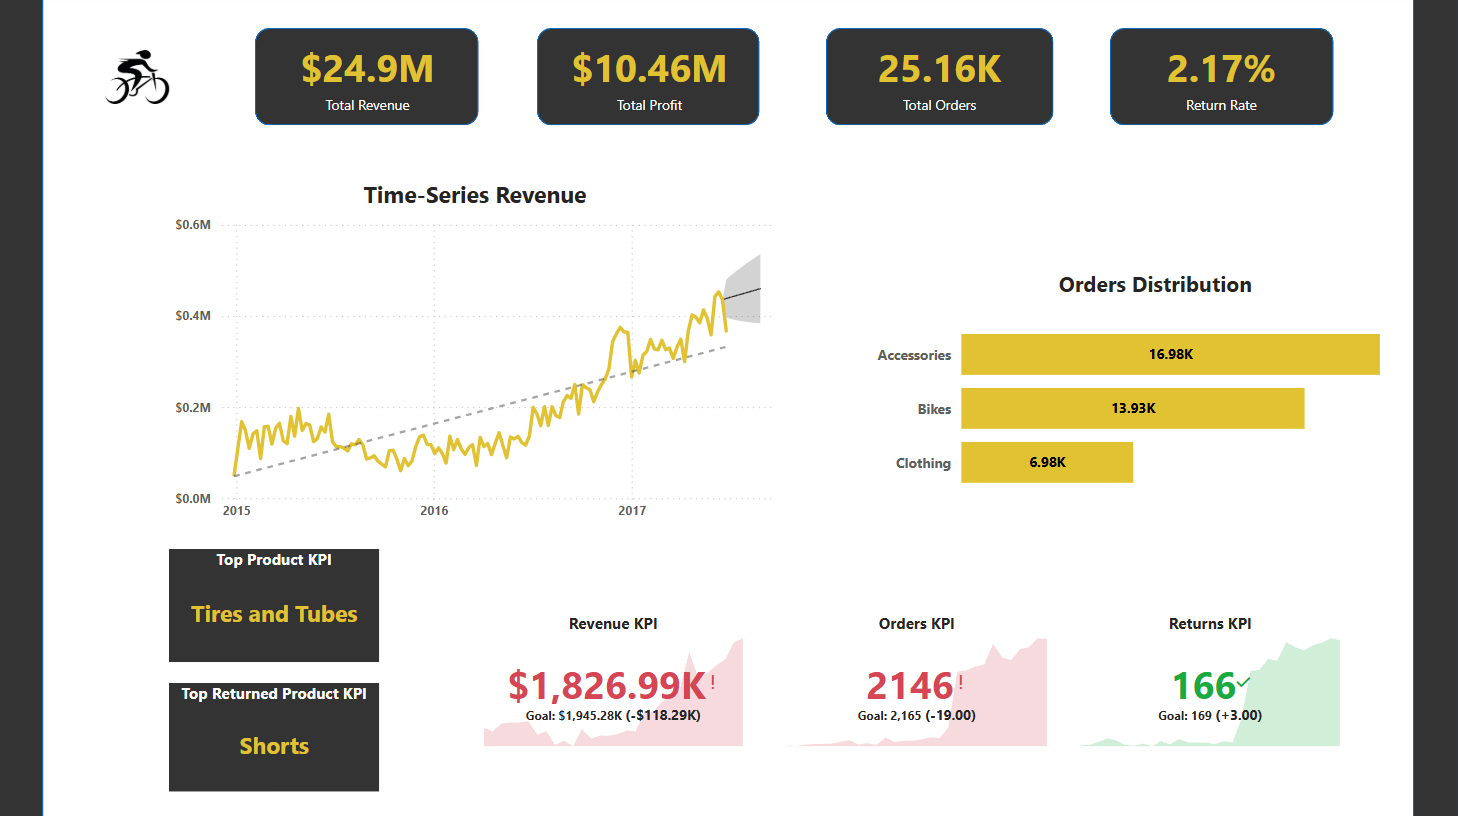 $24.9M
Total Revenue
$10.46M
Total Profit
25.16K
Total Orders
2.17%
Return Rate
Time-Series Revenue
$0.6M
$0.4M
$0.2M
$0.0M
2015
2016
2017
Orders Distribution
Accessories
16.98K
Bikes
13.93K
Clothing
6.98K
Top Product KPI
Tires and Tubes
Top Returned Product KPI
Shorts
Revenue KPI
$1,826.99K!
Goal: $1,945.28K (-$118.29K)
Orders KPI
2146!
Goal: 2,165 (-19.00)
Returns KPI
166✓
Goal: 169 (+3.00)